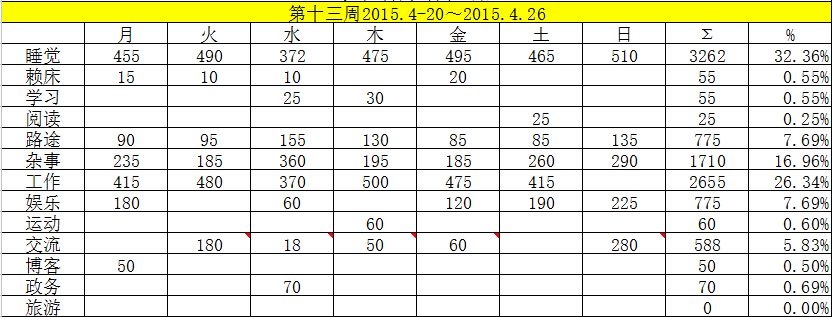 第十三周2015.4-20～2015.4.26
月 火 水 木 金 土 日 Σ %
睡觉 455 490 372 475 495 465 510 3262 32.36%
赖床 15 10 10 20 55 0.55%
学习 25 30 55 0.55%
阅读 25 25 0.25%
路途 90 95 155 130 85 85 135 775 7.69%
杂事 235 185 360 195 185 260 290 1710 16.96%
工作 415 480 370 500 475 415 2655 26.34%
娱乐 180 60 120 190 225 775 7.69%
运动 60 60 0.60%
交流 180 18 50 60 280 588 5.83%
博客 50 50 0.50%
政务 70 70 0.69%
旅游 0 0.00%